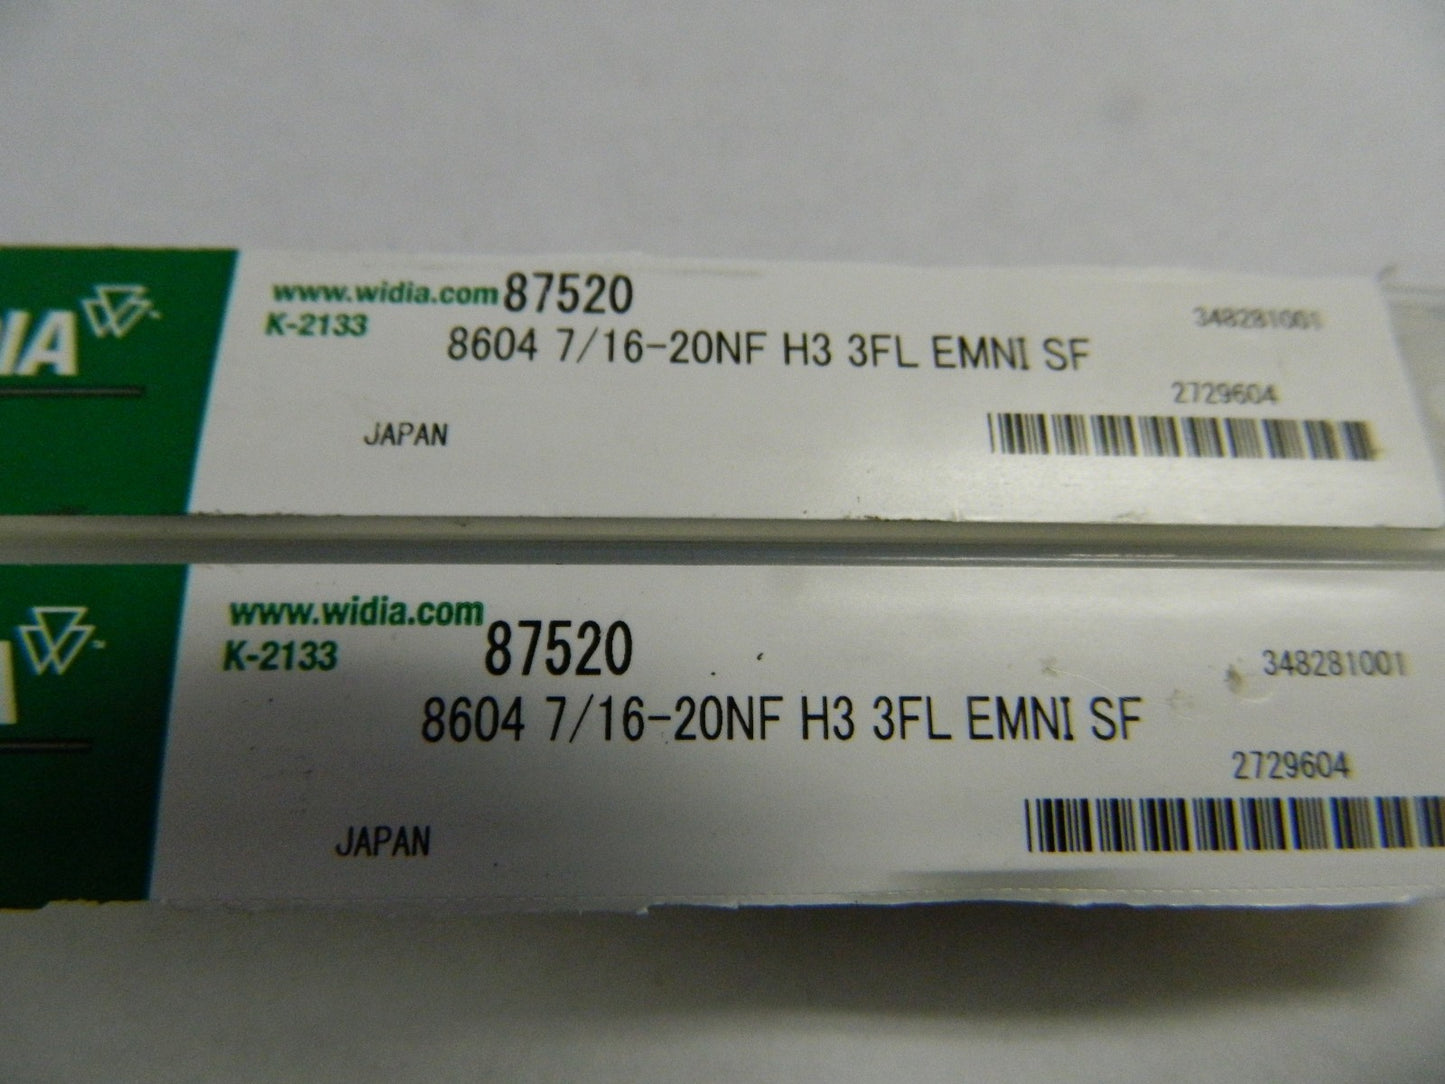 IA
www.widia.com 87520
K-2133
348281001
8604 7/16-20NF H3 3FL EMNI SF
2729604
JAPAN
www.widia.com
87520
K-2133
348281001
8604 7/16-20NF H3 3FL EMNI SF
2729604
JAPAN